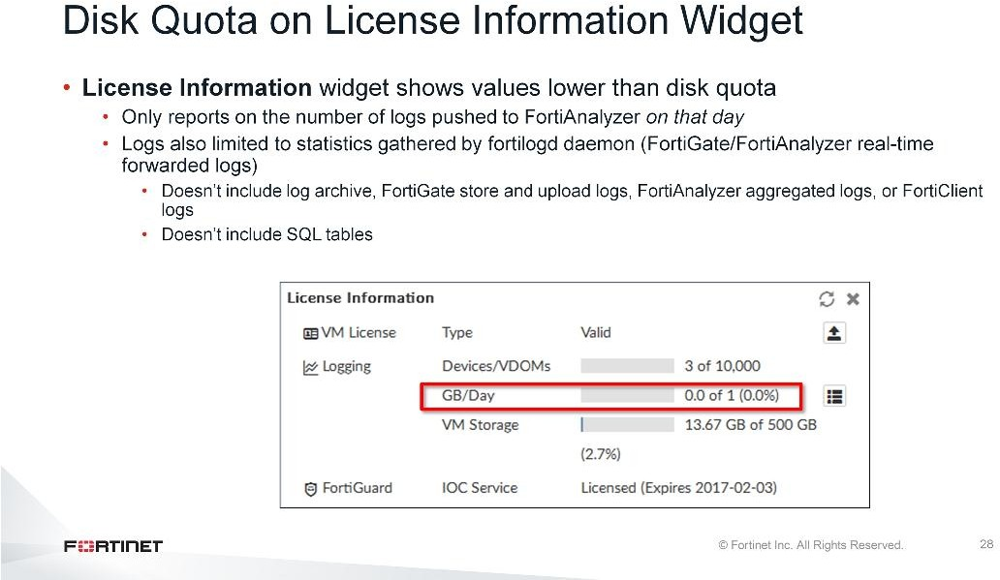 Disk Quota on License Information Widget
• License Information widget shows values lower than disk quota
• Only reports on the number of logs pushed to FortiAnalyzer on that day
• Logs also limited to statistics gathered by fortilogd daemon (FortiGate/FortiAnalyzer real-time
forwarded logs)
• Doesn't include log archive, FortiGate store and upload logs, FortiAnalyzer aggregated logs, or FortiClient
logs
• Doesn't include SQL tables
License Information
VM License Type Valid
Logging Devices/VDOMs 3 of 10,000
GB/Day 0.0 of 1 (0.0%)
VM Storage 13.67 GB of 500 GB
(2.7%)
FortiGuard IOC Service Licensed (Expires 2017-02-03)
FORTINET © Fortinet Inc. All Rights Reserved. 28